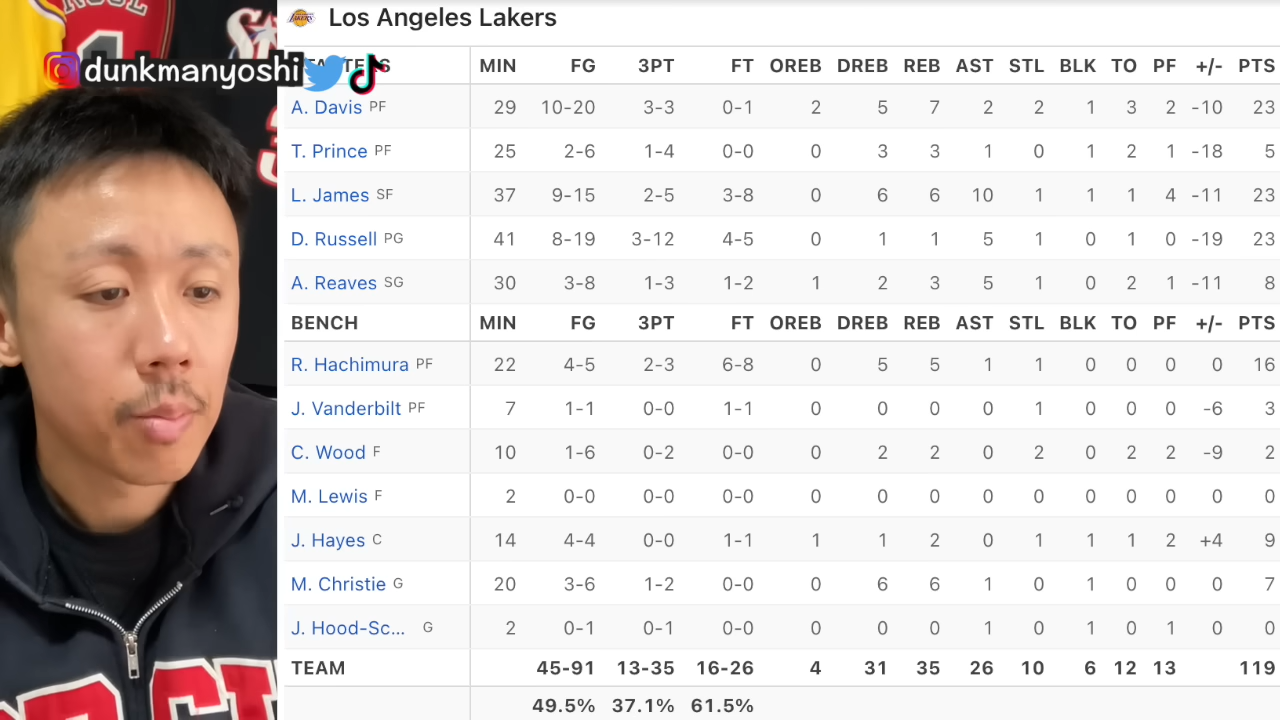 Los Angeles Lakers
dunkmanyoshi
MIN FG 3PT FT OREB DREB REB AST STL BLK TO PF +/- PTS
A. Davis PF 29 10-20 3-3 0-1 2 5 7 2 2 1 3 2 -10 23
T. Prince PF 25 2-6 1-4 0-0 0 3 3 1 0 1 2 1 -18 5
L. James SF 37 9-15 2-5 3-8 0 6 6 10 1 1 1 4 -11 23
D. Russell PG 41 8-19 3-12 4-5 0 1 1 5 1 0 1 0 -19 23
A. Reaves SG 30 3-8 1-3 1-2 1 2 3 5 1 0 2 1 -11 8
BENCH MIN FG 3PT FT OREB DREB REB AST STL BLK TO PF +/- PTS
R. Hachimura PF 22 4-5 2-3 6-8 0 5 5 1 1 0 0 0 0 16
J. Vanderbilt PF 7 1-1 0-0 1-1 0 0 0 0 1 0 0 0 -6 3
C. Wood F 10 1-6 0-2 0-0 0 2 2 0 2 0 2 2 -9 2
M. Lewis F 2 0-0 0-0 0-0 0 0 0 0 0 0 0 0 0 0
J. Hayes C 14 4-4 0-0 1-1 1 1 2 0 1 1 1 2 +4 9
M. Christie G 20 3-6 1-2 0-0 0 6 6 1 0 1 0 0 0 7
J. Hood-Sc... G 2 0-1 0-1 0-0 0 0 0 1 0 1 0 1 0 0
TEAM 45-91 13-35 16-26 4 31 35 26 10 6 12 13 119
49.5% 37.1% 61.5%